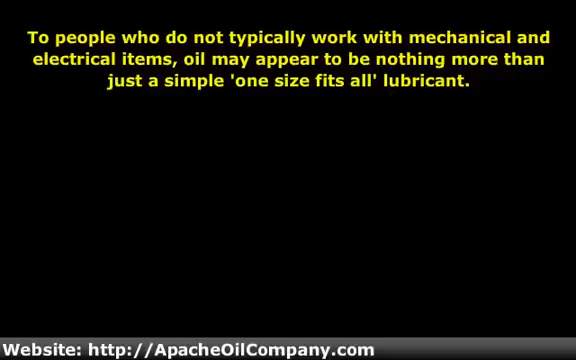 To people who do not typically work with mechanical and
electrical items, oil may appear to be nothing more than
just a simple 'one size fits all' lubricant.
Website: http://ApacheOilCompany.com